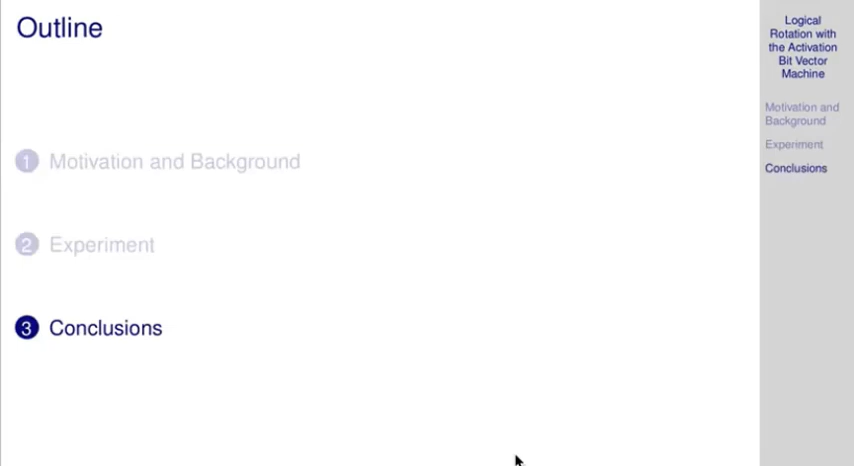 Outline
1 Motivation and Background
2 Experiment
3 Conclusions
Logical
Rotation with
the Activation
Bit Vector
Machine
Motivation and
Background
Experiment
Conclusions